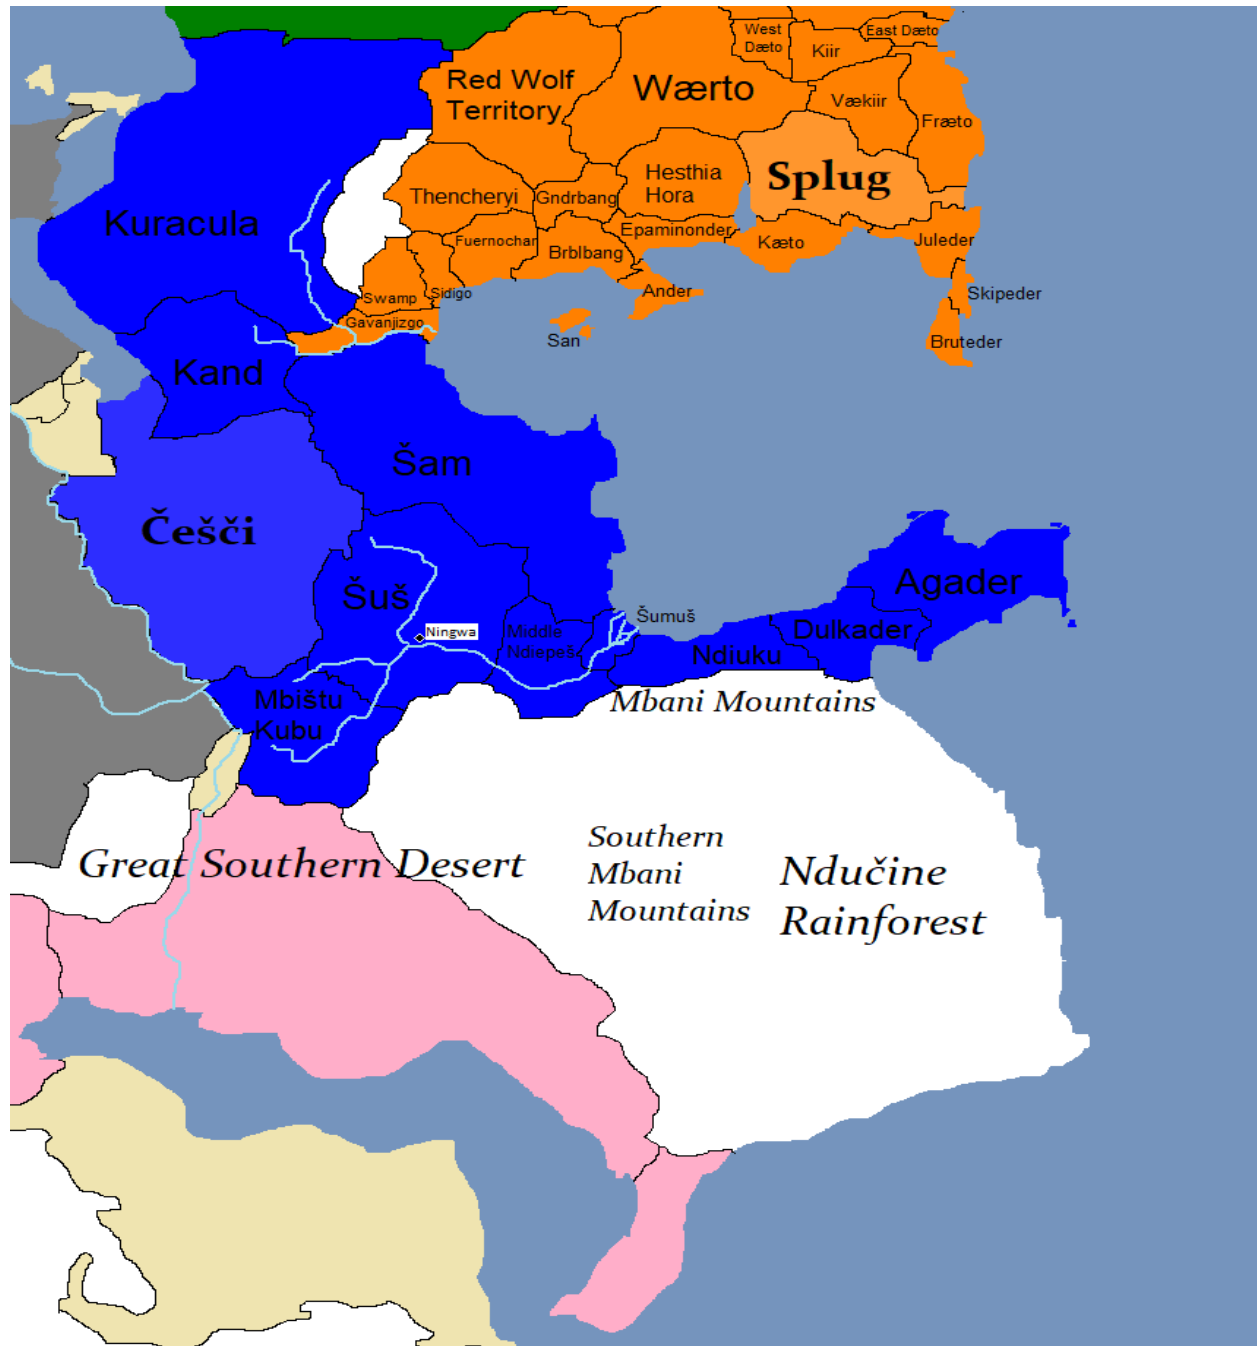 West
Dæto
East Dæto
Kiir
Red Wolf
Territory
Wærto
Vækiir
Fræto
Hesthia
Hora
Splug
Thencheryi
Gndrbang
Kuracula
Fuernochar
Epaminonder
Brblbang
Kæto
Juleder
Swamp
Sidigo
Ander
Skipeder
Gavanjizgo
San
Bruteder
Kand
Šam
Češči
Šuš
Agader
Šumuš
Ningwa
Middle
Ndiepeš
Dulkader
Ndiuku
Mbištu
Kubu
Mbani Mountains
Great Southern Desert
Southern
Mbani
Mountains
Ndučine
Rainforest